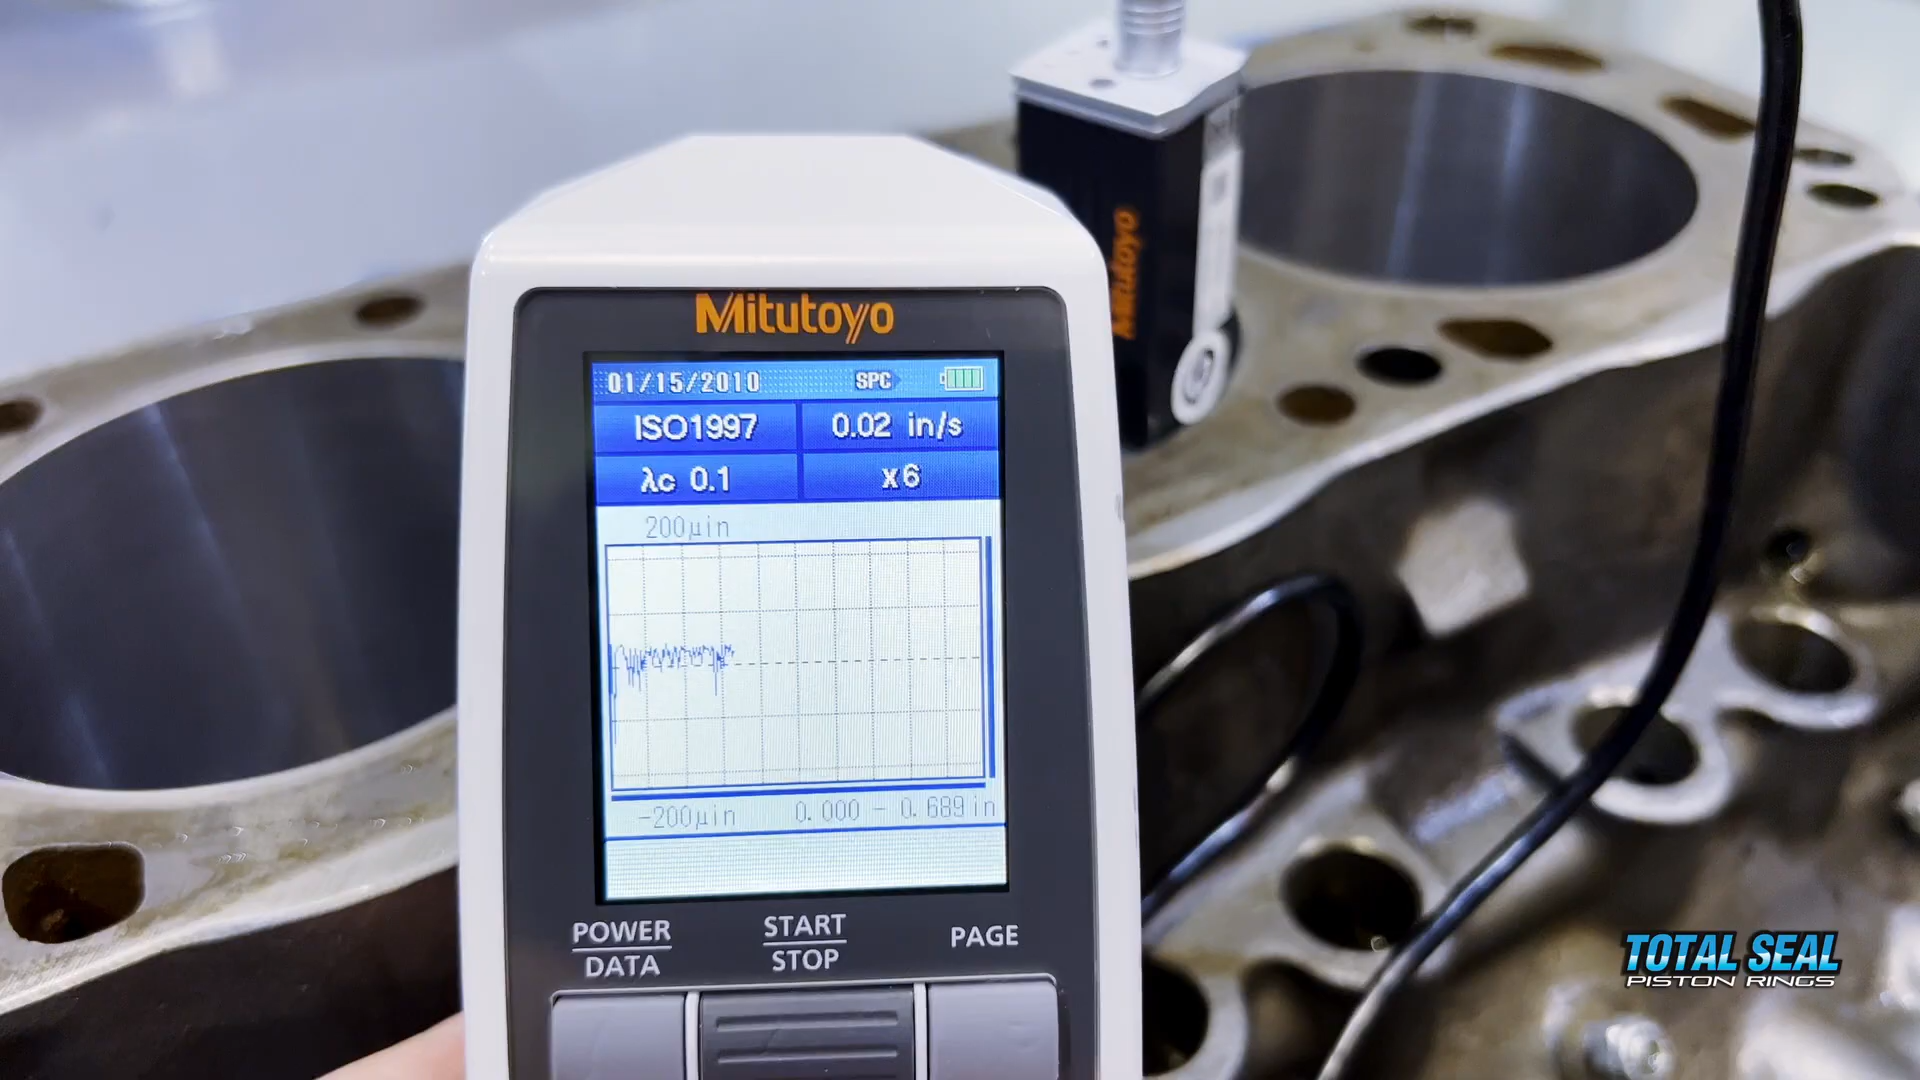 Mitutoyo
Mitutoyo
01/15/2010 SPC
ISO1997 0.02 in/s
λc 0.1 x6
200µin
-200µin 0.000 - 0.689in
POWER START PAGE
DATA STOP
TOTAL SEAL
PISTON RINGS